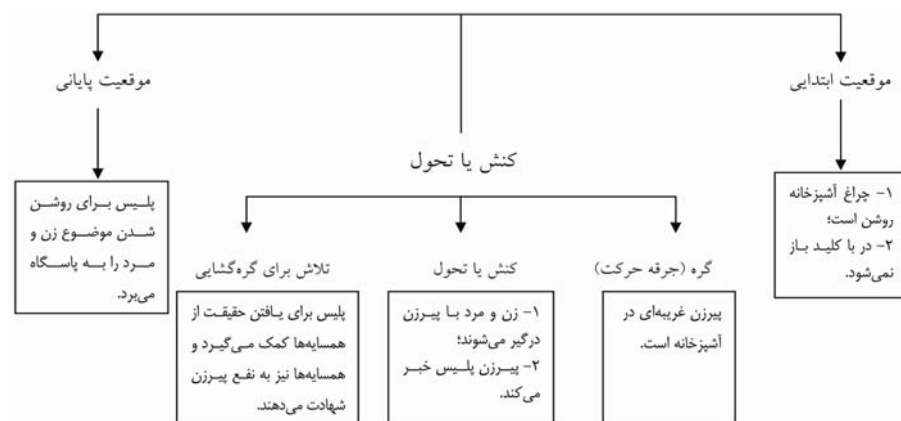 موقعیت ابتدایی
۱- چراغ آشپزخانه
روشن است؛
۲- در با کلید باز
نمی‌شود.
کنش یا تحول
گره (جرقه حرکت)
پیرزن غریبه‌ای در
آشپزخانه است.
کنش یا تحول
۱- زن و مرد با پیرزن
درگیر می‌شوند؛
۲- پیرزن پلیس خبر
می‌کند.
تلاش برای گره‌گشایی
پلیس برای یافتن حقیقت از
همسایه‌ها کمک می‌گیرد و
همسایه‌ها نیز به نفع پیرزن
شهادت می‌دهند.
موقعیت پایانی
پلیس برای روشن
شدن موضوع زن و
مرد را به پاسگاه
می‌برد.